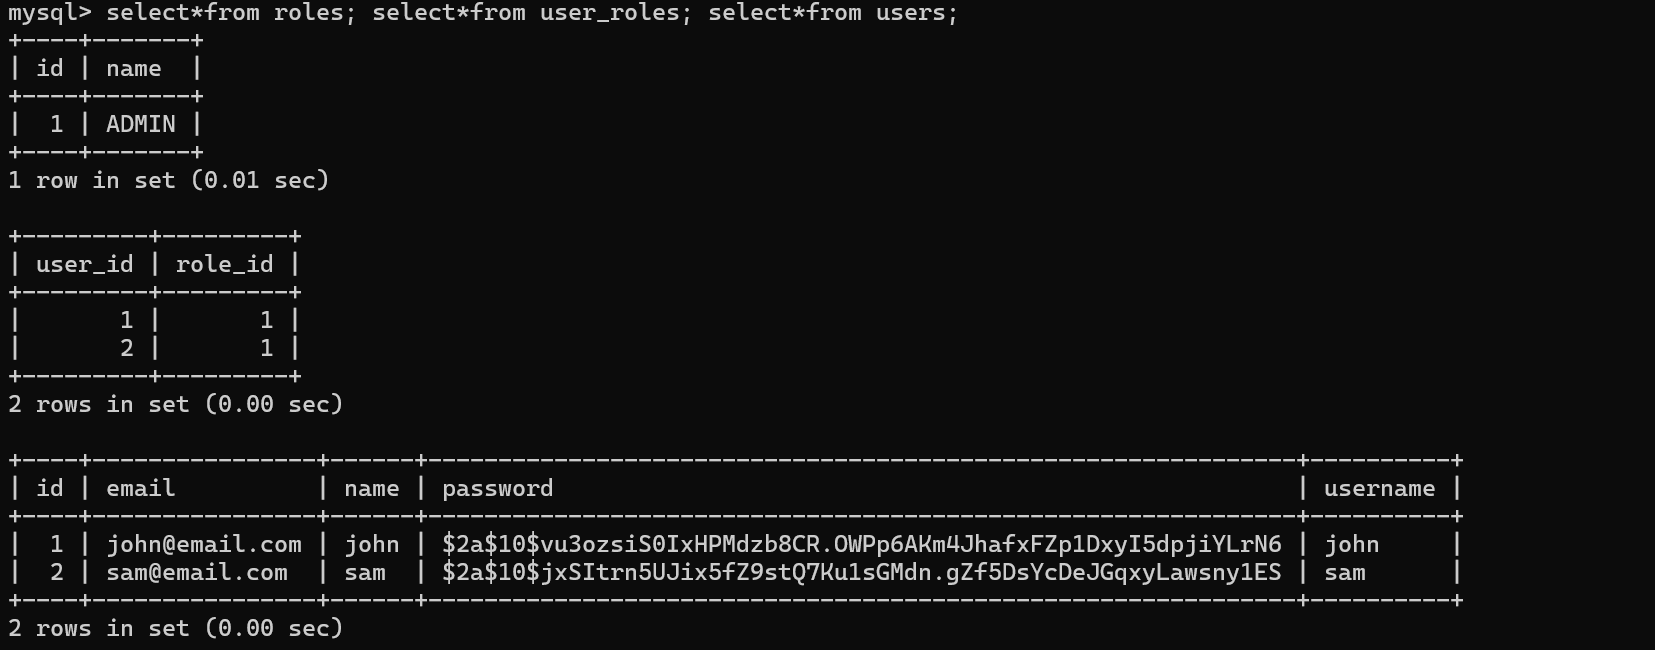 mysql> select*from roles; select*from user_roles; select*from users;
+----+-------+
| id | name  |
+----+-------+
|  1 | ADMIN |
+----+-------+
1 row in set (0.01 sec)

+---------+---------+
| user_id | role_id |
+---------+---------+
|       1 |       1 |
|       2 |       1 |
+---------+---------+
2 rows in set (0.00 sec)

+----+----------------+------+--------------------------------------------------------------+----------+
| id | email          | name | password                                                     | username |
+----+----------------+------+--------------------------------------------------------------+----------+
|  1 | john@email.com | john | $2a$10$vu3ozsiS0IxHPMdzb8CR.OWPp6AKm4JhafxFZp1DxyI5dpjiYLrN6 | john     |
|  2 | sam@email.com  | sam  | $2a$10$jxSItrn5UJix5fZ9stQ7Ku1sGMdn.gZf5DsYcDeJGqxyLawsny1ES | sam      |
+----+----------------+------+--------------------------------------------------------------+----------+
2 rows in set (0.00 sec)